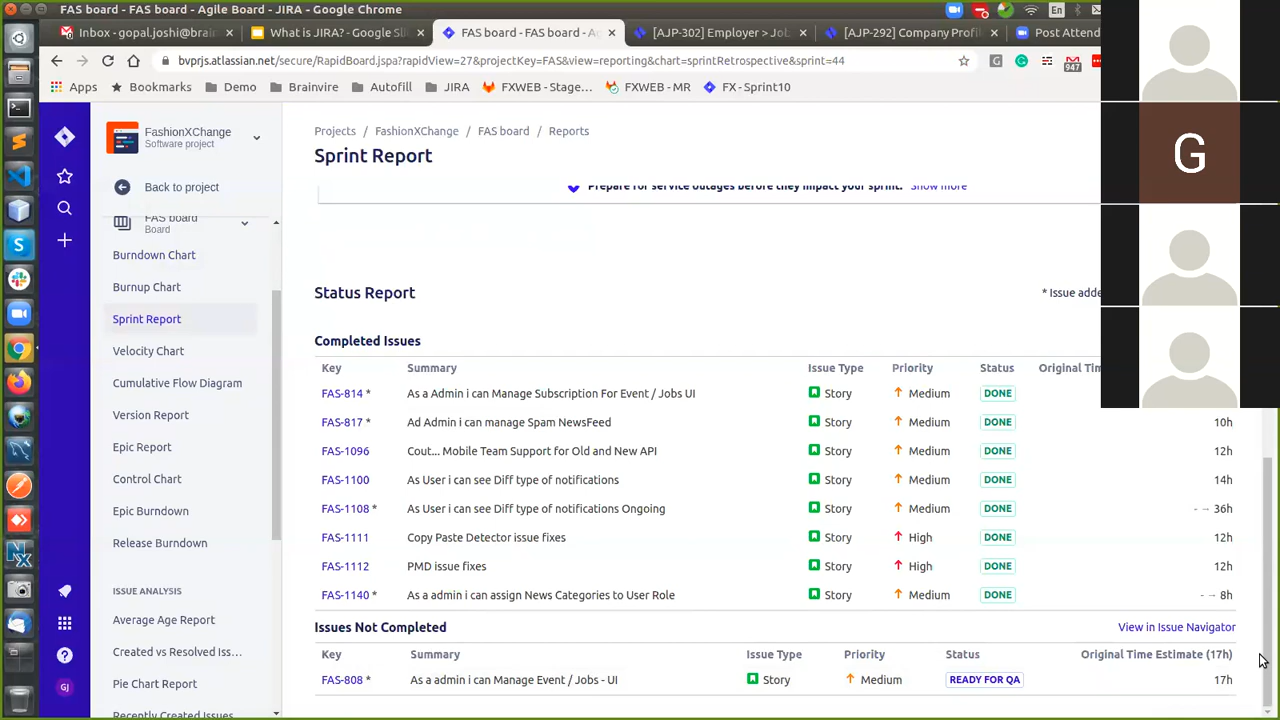 FAS board - FAS board - Agile Board - JIRA - Google Chrome
En
Inbox - gopal.joshi@brain
What is JIRA? - Google Sli
FAS board - FAS board - A
[AJP-302] Employer > Job
[AJP-292] Company Profil
Post Attend
bvprjs.atlassian.net/secure/RapidBoard.jspa?rapidView=27&projectKey=FAS&view=reporting&chart=sprintRetrospective&sprint=44
947
Apps
Bookmarks
Demo
Brainvire
Autofill
JIRA
FXWEB - Stage...
FXWEB - MR
FX - Sprint10
FashionXChange
Software project
Back to project
FAS board
Board
Burndown Chart
Burnup Chart
Sprint Report
Velocity Chart
Cumulative Flow Diagram
Version Report
Epic Report
Control Chart
Epic Burndown
Release Burndown
ISSUE ANALYSIS
Average Age Report
Created vs Resolved Iss...
Pie Chart Report
Recently Created Issues
GJ
Projects / FashionXChange / FAS board / Reports
Sprint Report
Prepare for service outages before they impact your sprint. Show more
Status Report
* Issue adde
Completed Issues
Key Summary Issue Type Priority Status Original Tim
FAS-814 * As a Admin i can Manage Subscription For Event / Jobs UI Story Medium DONE
FAS-817 * Ad Admin i can manage Spam NewsFeed Story Medium DONE 10h
FAS-1096 Cout... Mobile Team Support for Old and New API Story Medium DONE 12h
FAS-1100 As User i can see Diff type of notifications Story Medium DONE 14h
FAS-1108 * As User i can see Diff type of notifications Ongoing Story Medium DONE - → 36h
FAS-1111 Copy Paste Detector issue fixes Story High DONE 12h
FAS-1112 PMD issue fixes Story High DONE 12h
FAS-1140 * As a admin i can assign News Categories to User Role Story Medium DONE - → 8h
Issues Not Completed View in Issue Navigator
Key Summary Issue Type Priority Status Original Time Estimate (17h)
FAS-808 * As a admin i can Manage Event / Jobs - UI Story Medium READY FOR QA 17h
G